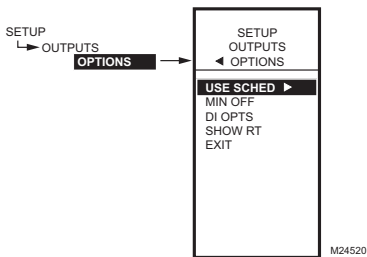 SETUP
OUTPUTS
OPTIONS
SETUP
OUTPUTS
◄ OPTIONS
USE SCHED ►
MIN OFF
DI OPTS
SHOW RT
EXIT
M24520